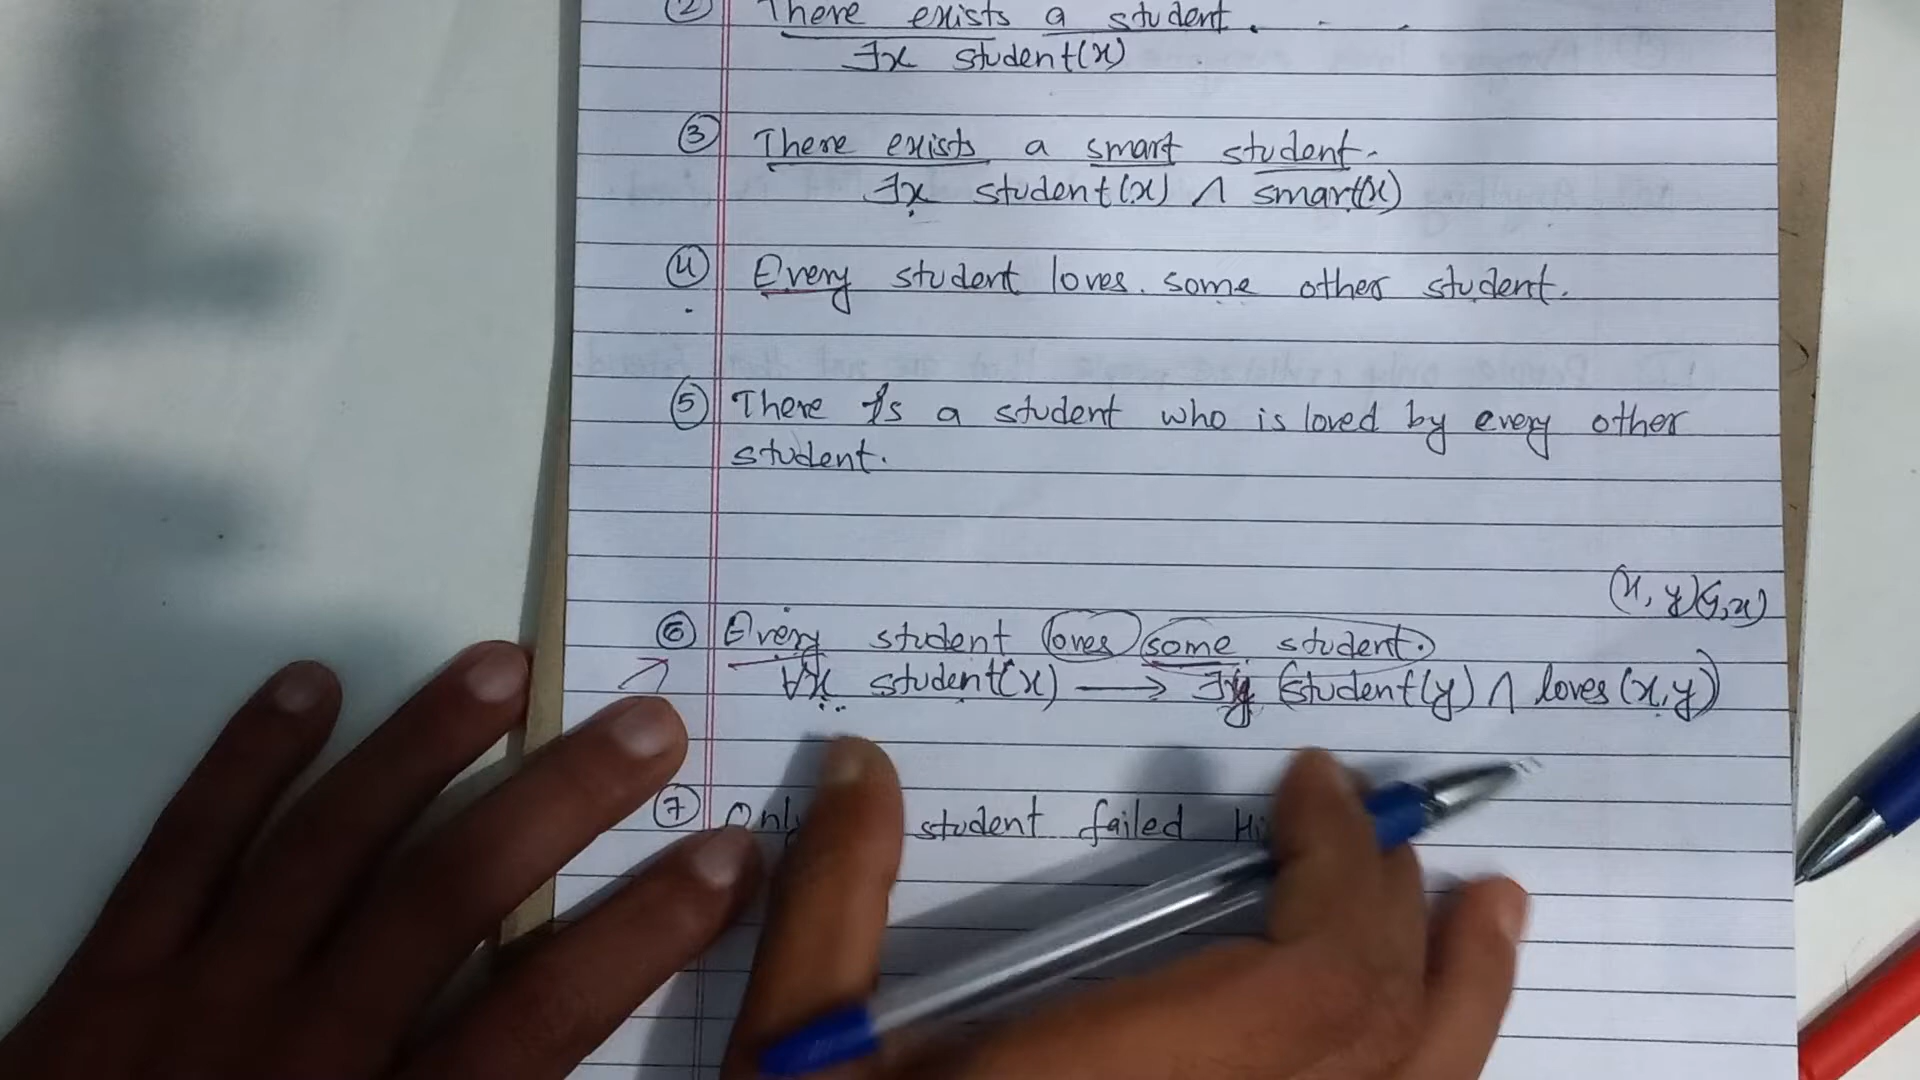 ② There exists a student.
∃x student(x)
③ There exists a smart student.
∃x student(x) ∧ smart(x)
④ Every student loves some other student.
⑤ There is a student who is loved by every other
student.
(x, y)(y,x)
⑥ Every student loves some student.
∀x student(x) → ∃y (student(y) ∧ loves(x,y))
⑦ student failed